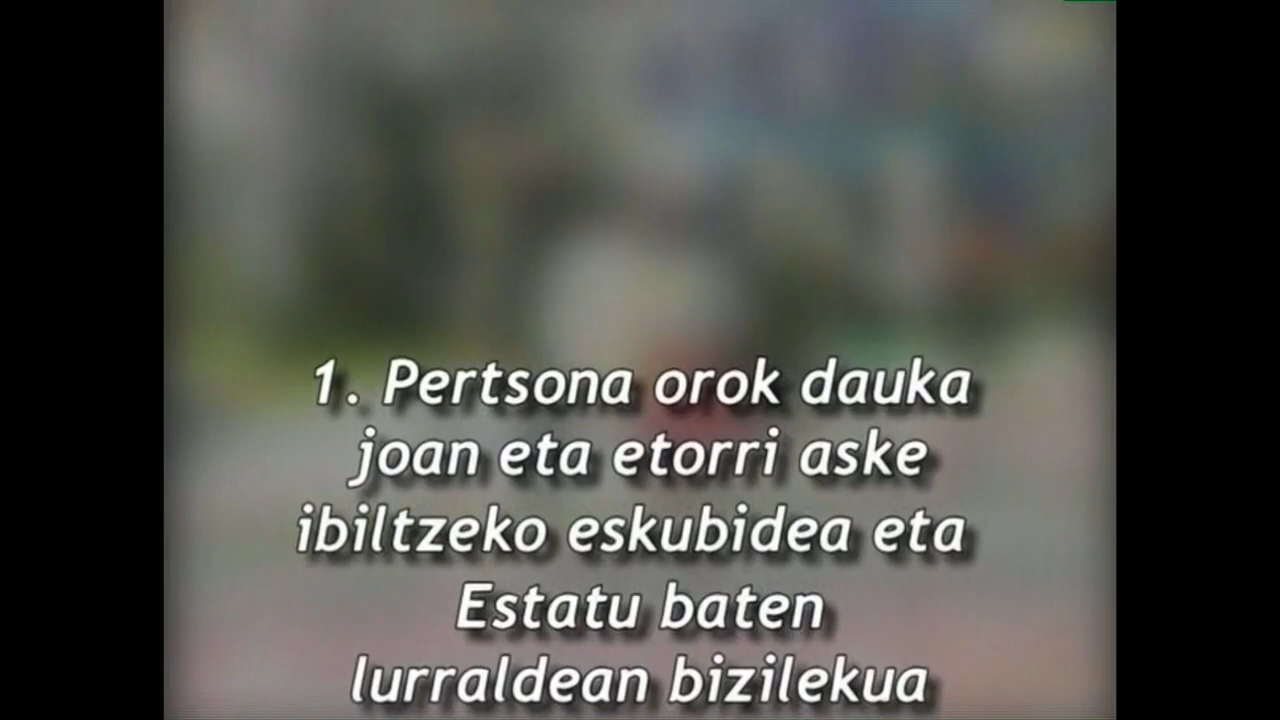 1. Pertsona orok dauka
joan eta etorri aske
ibiltzeko eskubidea eta
Estatu baten
lurraldean bizilekua